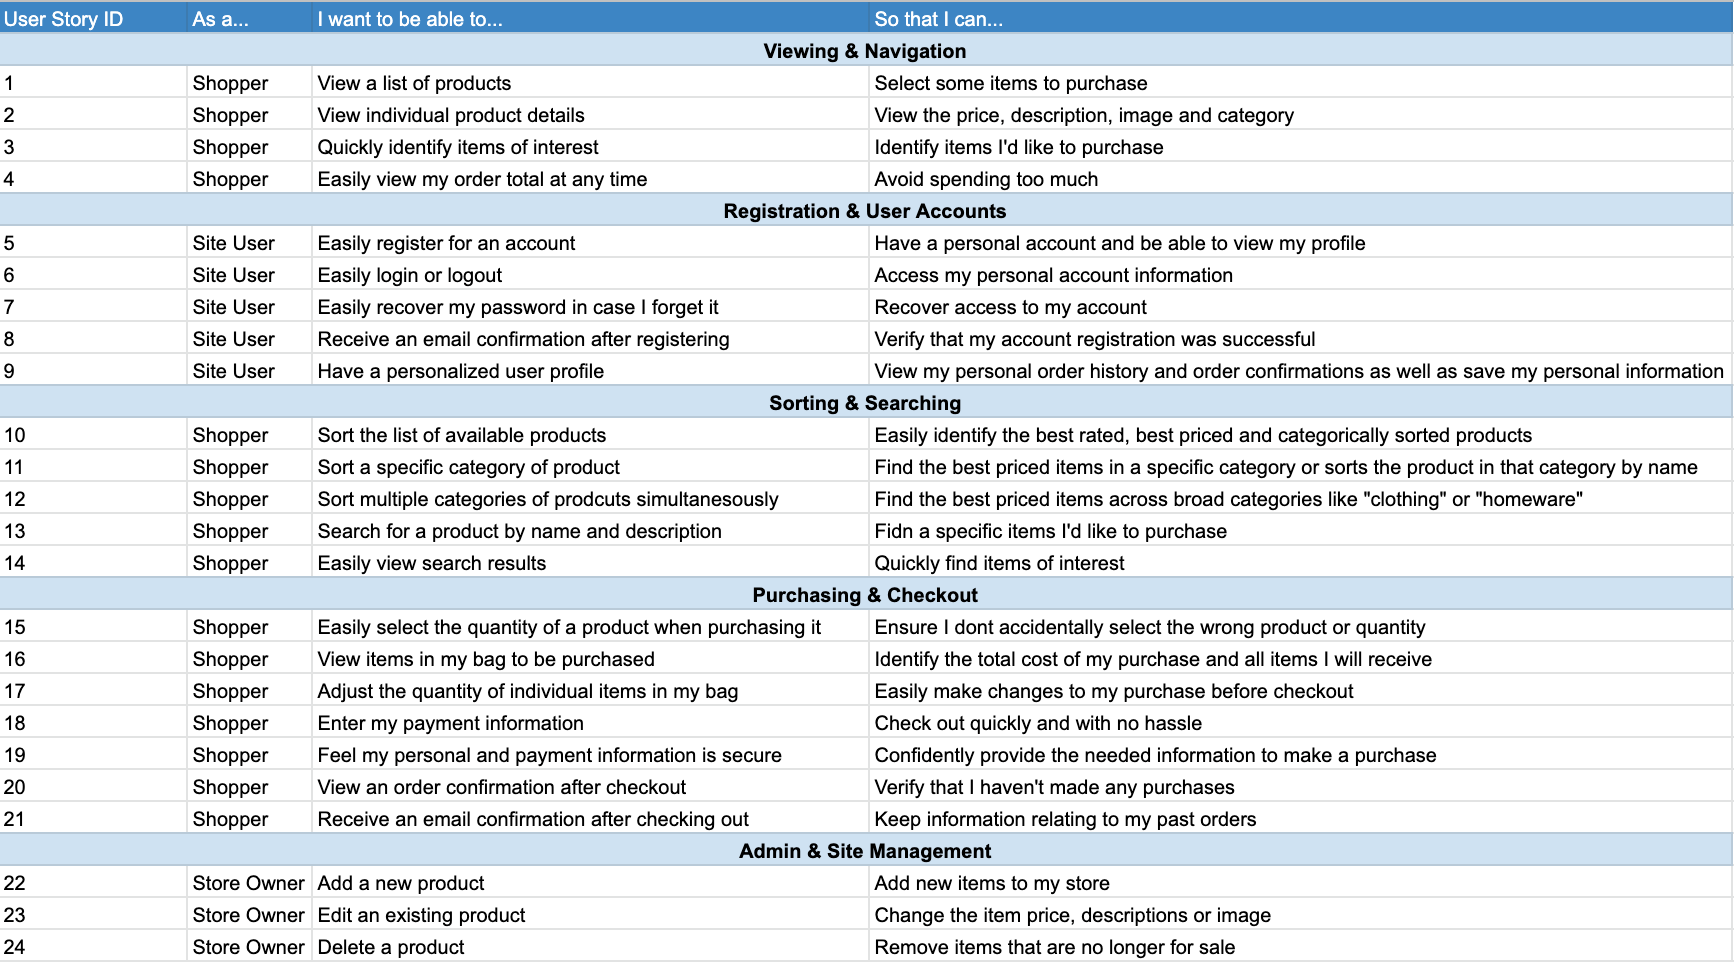 User Story ID As a... I want to be able to... So that I can...
Viewing & Navigation
1 Shopper View a list of products Select some items to purchase
2 Shopper View individual product details View the price, description, image and category
3 Shopper Quickly identify items of interest Identify items I'd like to purchase
4 Shopper Easily view my order total at any time Avoid spending too much
Registration & User Accounts
5 Site User Easily register for an account Have a personal account and be able to view my profile
6 Site User Easily login or logout Access my personal account information
7 Site User Easily recover my password in case I forget it Recover access to my account
8 Site User Receive an email confirmation after registering Verify that my account registration was successful
9 Site User Have a personalized user profile View my personal order history and order confirmations as well as save my personal information
Sorting & Searching
10 Shopper Sort the list of available products Easily identify the best rated, best priced and categorically sorted products
11 Shopper Sort a specific category of product Find the best priced items in a specific category or sorts the product in that category by name
12 Shopper Sort multiple categories of prodcuts simultanesously Find the best priced items across broad categories like "clothing" or "homeware"
13 Shopper Search for a product by name and description Fidn a specific items I'd like to purchase
14 Shopper Easily view search results Quickly find items of interest
Purchasing & Checkout
15 Shopper Easily select the quantity of a product when purchasing it Ensure I dont accidentally select the wrong product or quantity
16 Shopper View items in my bag to be purchased Identify the total cost of my purchase and all items I will receive
17 Shopper Adjust the quantity of individual items in my bag Easily make changes to my purchase before checkout
18 Shopper Enter my payment information Check out quickly and with no hassle
19 Shopper Feel my personal and payment information is secure Confidently provide the needed information to make a purchase
20 Shopper View an order confirmation after checkout Verify that I haven't made any purchases
21 Shopper Receive an email confirmation after checking out Keep information relating to my past orders
Admin & Site Management
22 Store Owner Add a new product Add new items to my store
23 Store Owner Edit an existing product Change the item price, descriptions or image
24 Store Owner Delete a product Remove items that are no longer for sale